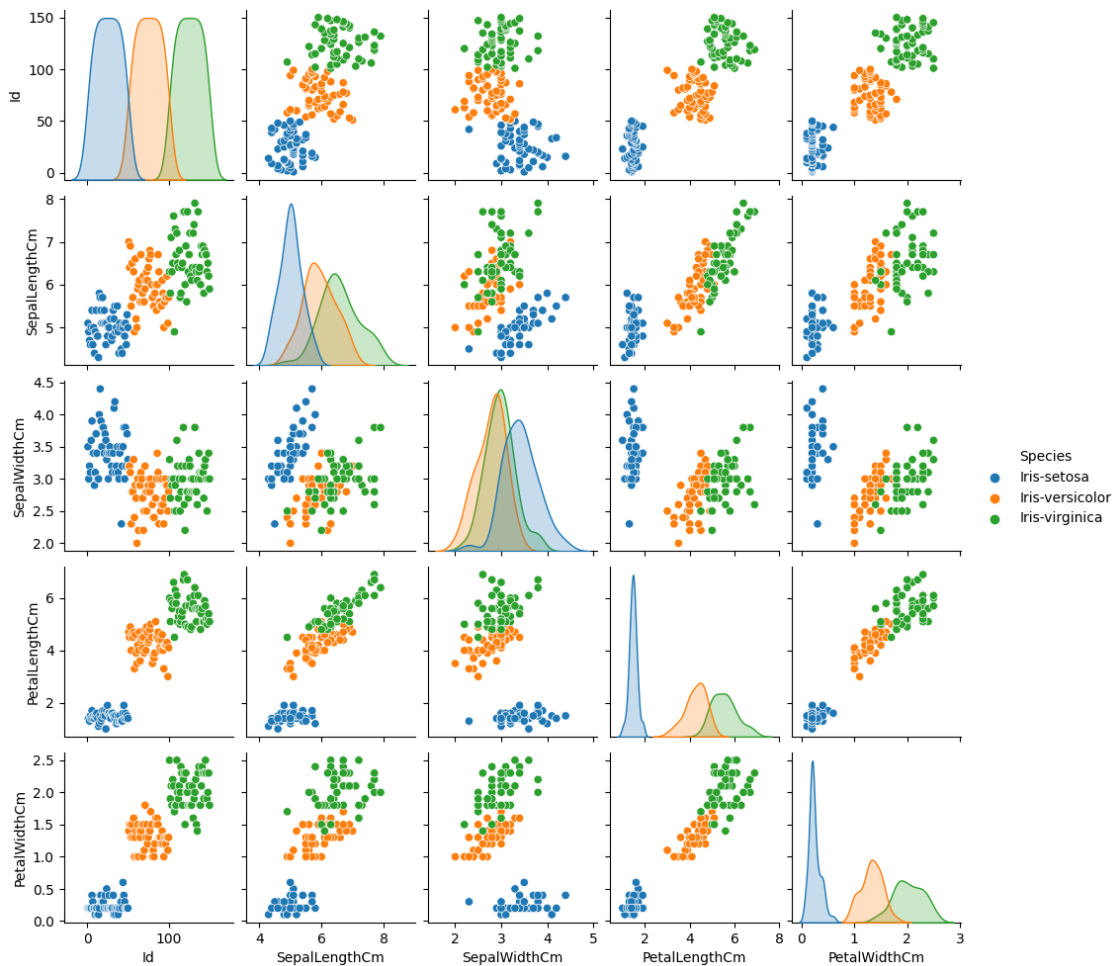 150
100
50
0
Id
8
7
6
5
SepalLengthCm
4.5
4.0
3.5
3.0
2.5
2.0
SepalWidthCm
Species
Iris-setosa
Iris-versicolor
Iris-virginica
6
4
2
PetalLengthCm
2.5
2.0
1.5
1.0
0.5
0.0
PetalWidthCm
0 100
4 6 8
2 3 4 5
2 4 6 8
0 1 2 3
Id SepalLengthCm SepalWidthCm PetalLengthCm PetalWidthCm